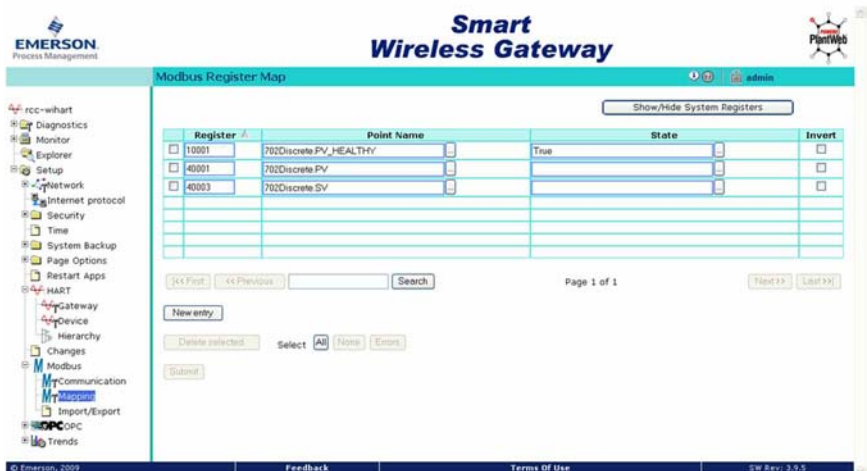 EMERSON.
Process Management
Smart
Wireless Gateway
POWERED
PlantWeb
Modbus Register Map
admin
rcc-wihart
Diagnostics
Monitor
Explorer
Setup
Network
Internet protocol
Security
Time
System Backup
Page Options
Restart Apps
HART
Gateway
Device
Hierarchy
Changes
Modbus
Communication
Mapping
Import/Export
OPC OPC
Trends
Show/Hide System Registers
Register Point Name State Invert
10001 702Discrete.PV_HEALTHY ... True ...
40001 702Discrete.PV ... ...
40003 702Discrete.SV ... ...
|<< First << Previous Search Page 1 of 1 Next >> Last >>|
New entry
Delete selected Select All None Errors
Submit
© Emerson, 2009 Feedback Terms Of Use SW Rev: 3.9.5